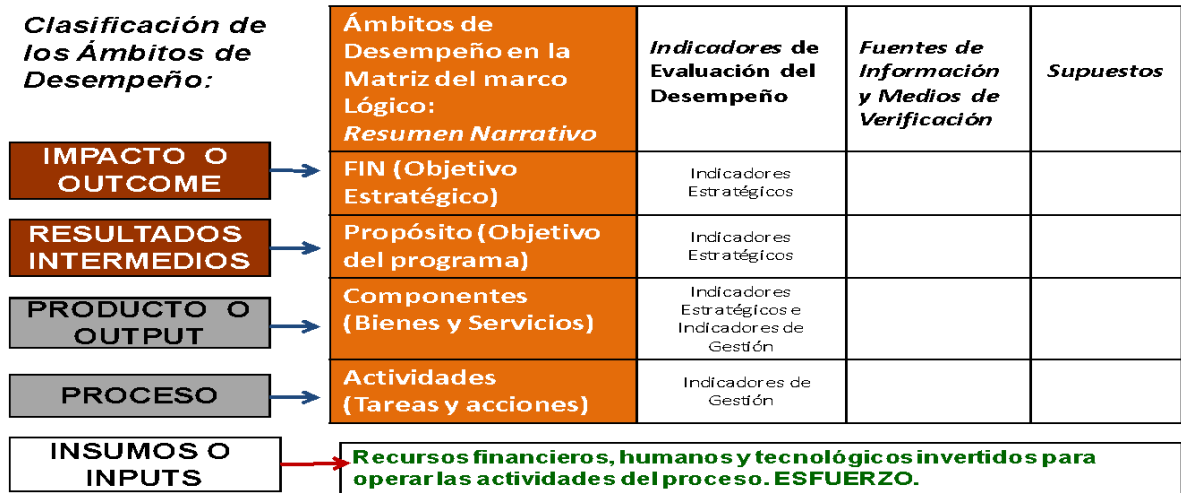 Clasificación de
los Ámbitos de
Desempeño:
Ámbitos de
Desempeño en la
Matriz del marco
Lógico:
Resumen Narrativo
Indicadores de
Evaluación del
Desempeño
Fuentes de
Información
y Medios de
Verificación
Supuestos
IMPACTO O
OUTCOME
FIN (Objetivo
Estratégico)
Indicadores
Estratégicos
RESULTADOS
INTERMEDIOS
Propósito (Objetivo
del programa)
Indicadores
Estratégicos
PRODUCTO O
OUTPUT
Componentes
(Bienes y Servicios)
Indicadores
Estratégicos e
Indicadores de
Gestión
PROCESO
Actividades
(Tareas y acciones)
Indicadores de
Gestión
INSUMOS O
INPUTS
Recursos financieros, humanos y tecnológicos invertidos para
operar las actividades del proceso. ESFUERZO.